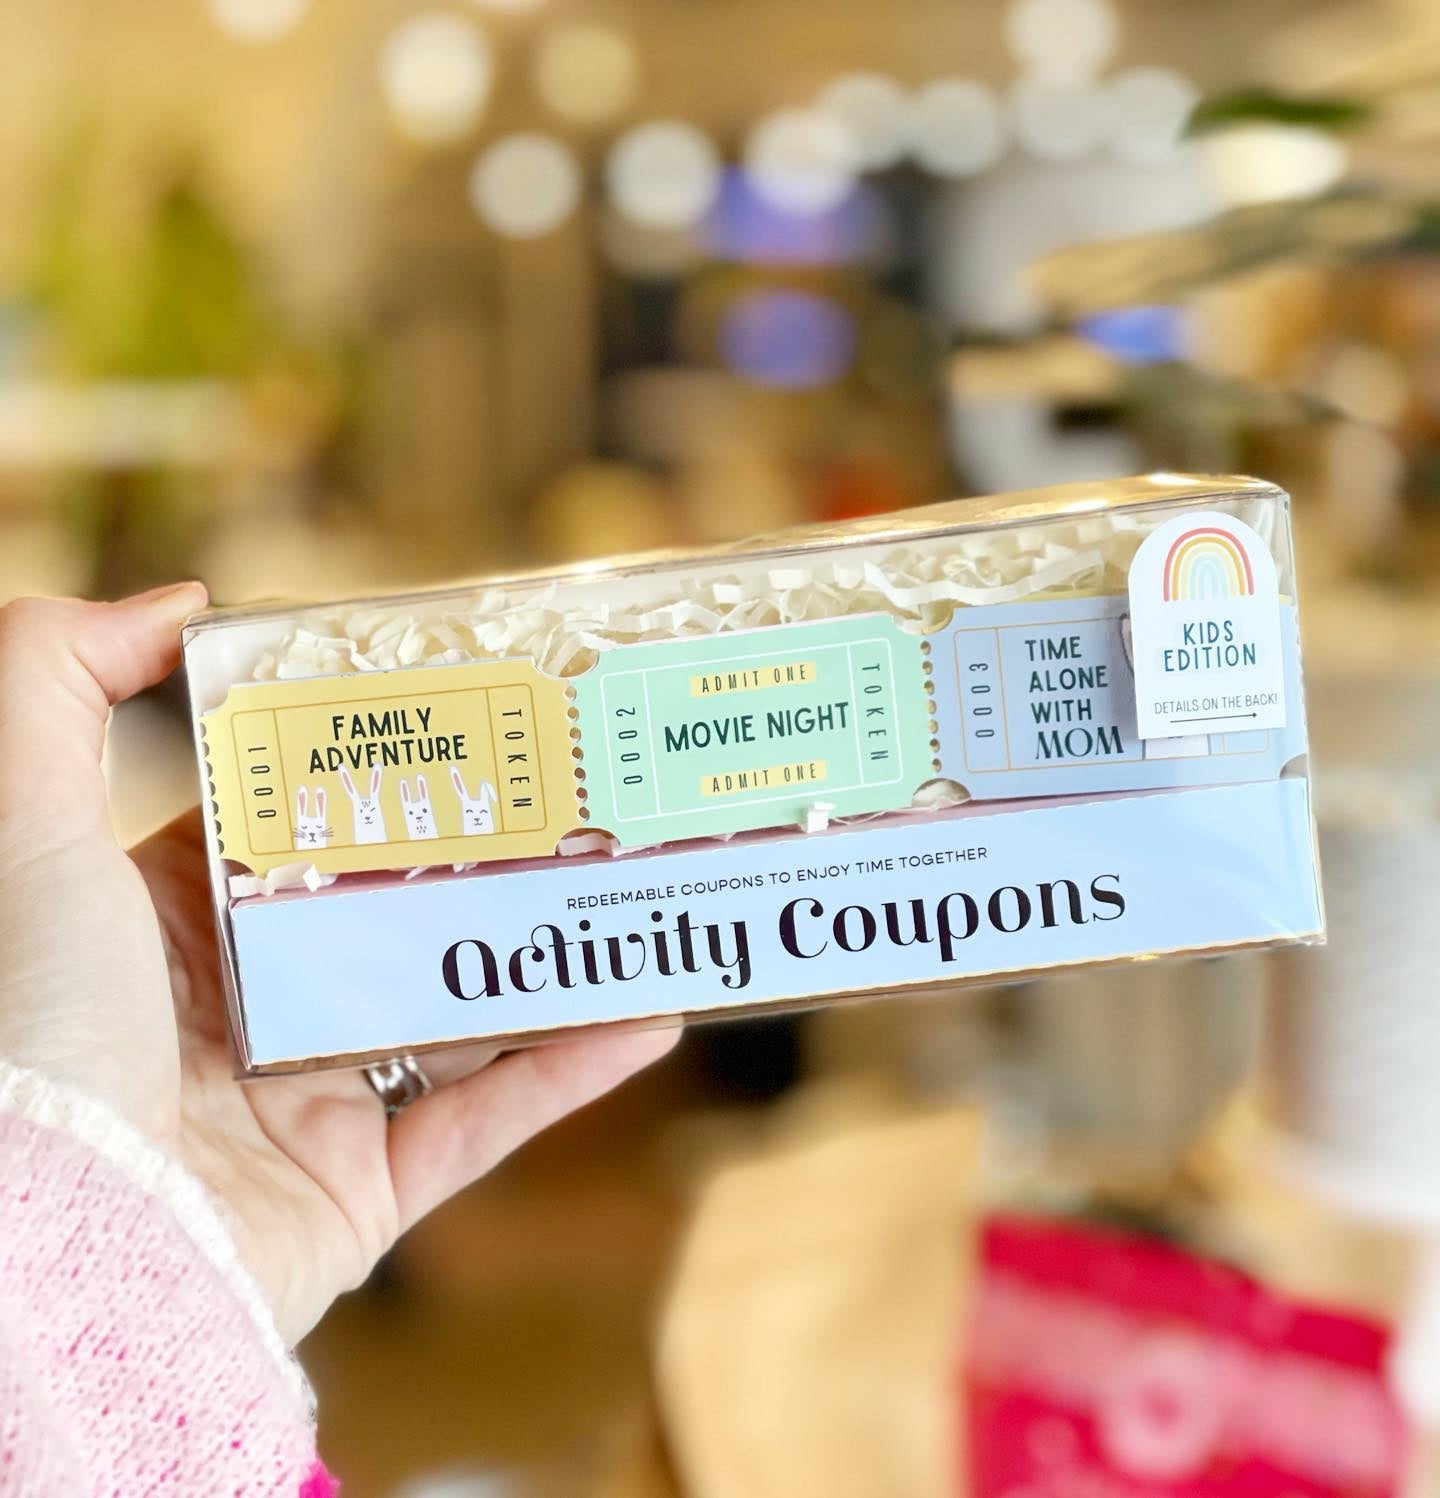 0001
FAMILY
ADVENTURE
TOKEN
0002
ADMIT ONE
MOVIE NIGHT
ADMIT ONE
TOKEN
0003
TIME
ALONE
WITH
MOM
KIDS
EDITION
DETAILS ON THE BACK!
REDEEMABLE COUPONS TO ENJOY TIME TOGETHER
Activity Coupons